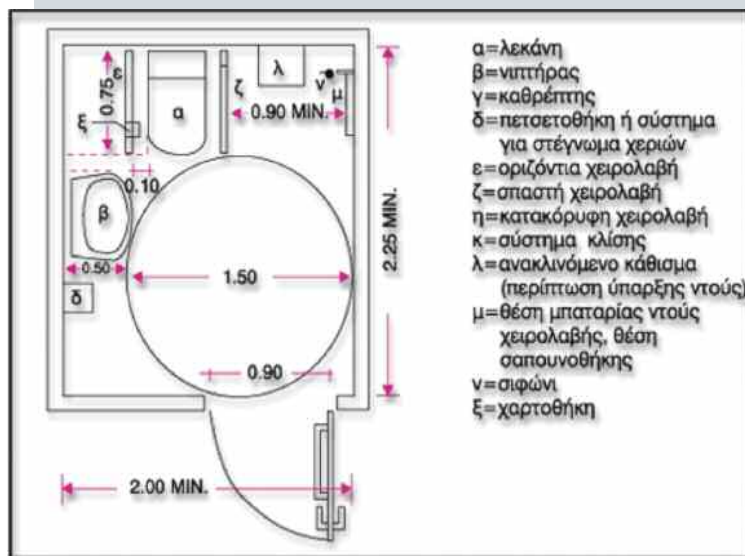 ε
0.75
ξ
α
ζ
λ
ν
μ
0.90 MIN.
0.10
β
0.50
δ
1.50
2.25 MIN.
0.90
2.00 MIN.
α=λεκάνη
β=νιπτήρας
γ=καθρέπτης
δ=πετσετοθήκη ή σύστημα
για στέγνωμα χεριών
ε=οριζόντια χειρολαβή
ζ=σπαστή χειρολαβή
η=κατακόρυφη χειρολαβή
κ=σύστημα κλίσης
λ=ανακλινόμενο κάθισμα
(περίπτωση ύπαρξης ντούς)
μ=θέση μπαταρίας ντούς
χειρολαβής, θέση
σαπουνοθήκης
ν=σιφώνι
ξ=χαρτοθήκη